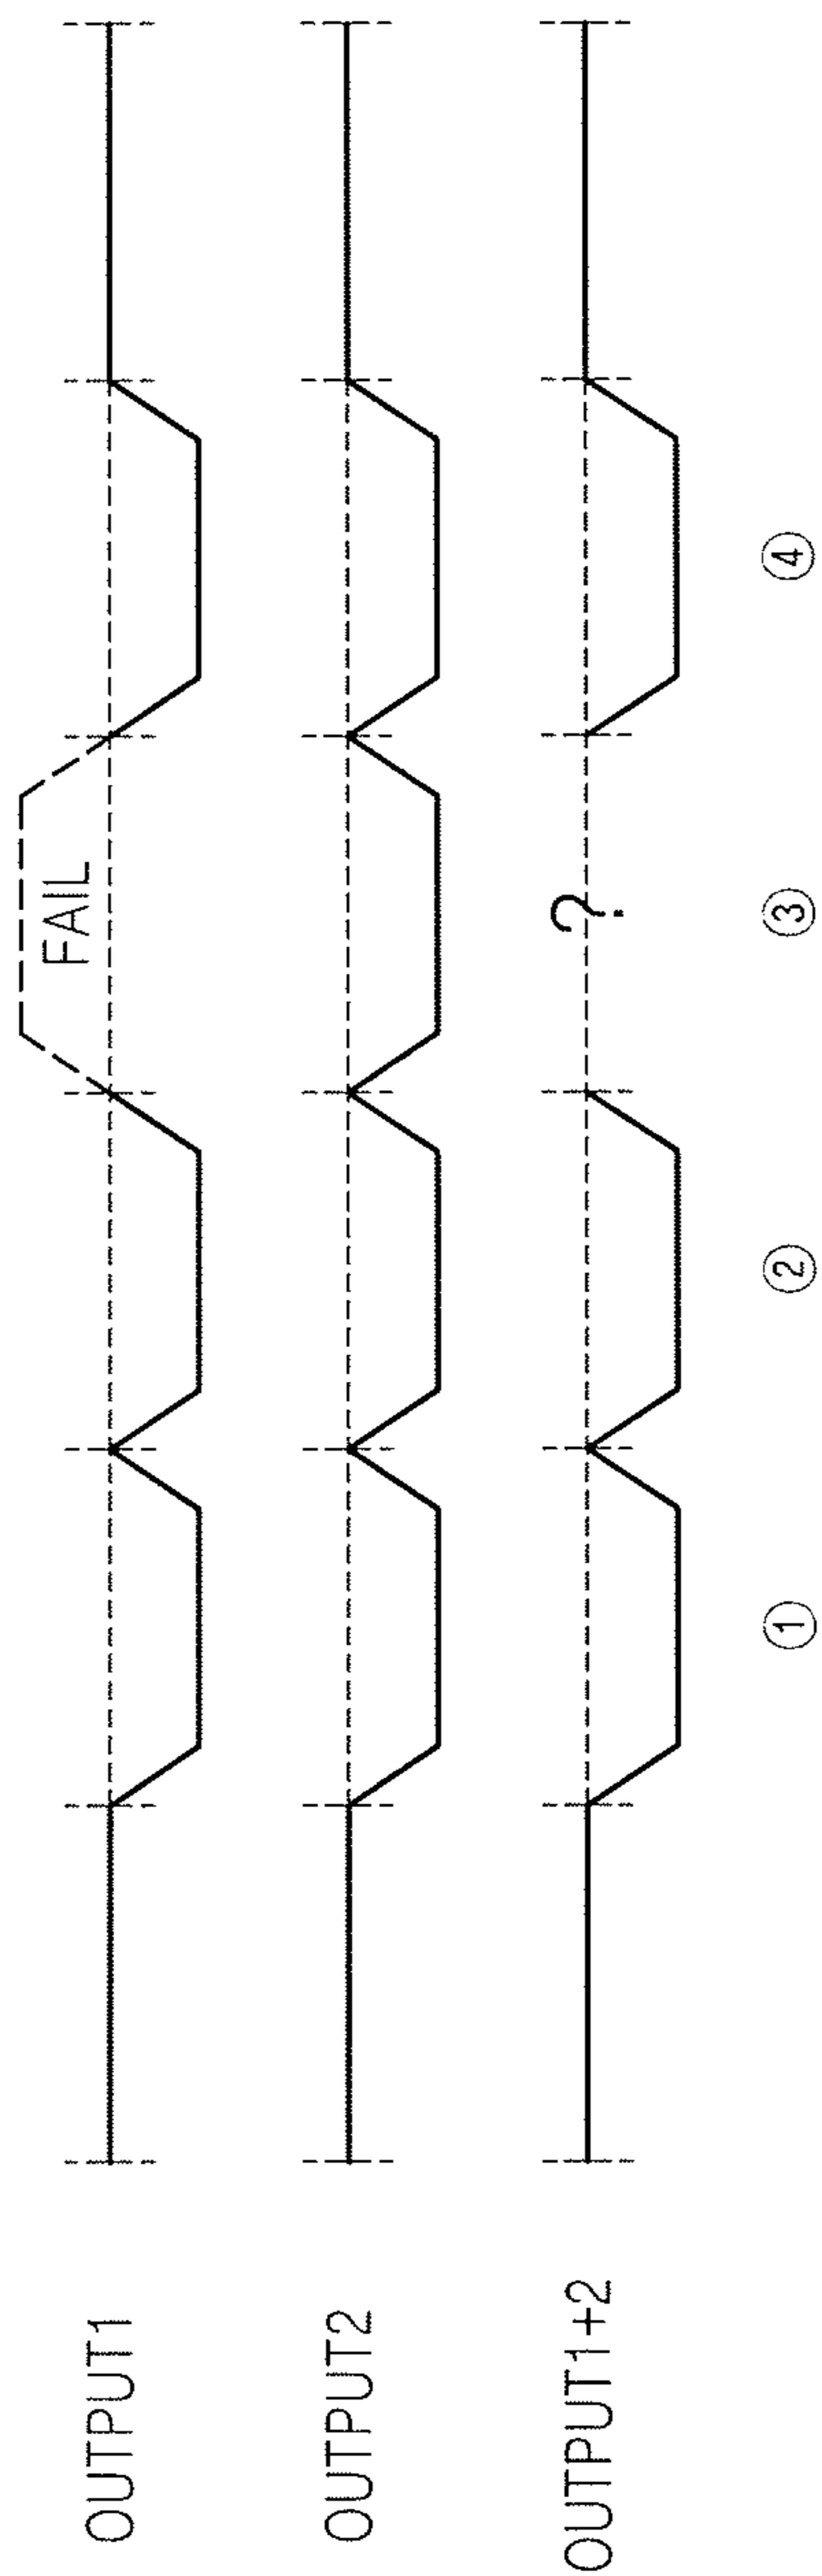 FAIL
OUTPUT1
OUTPUT2
?
OUTPUT1+2
① ② ③ ④